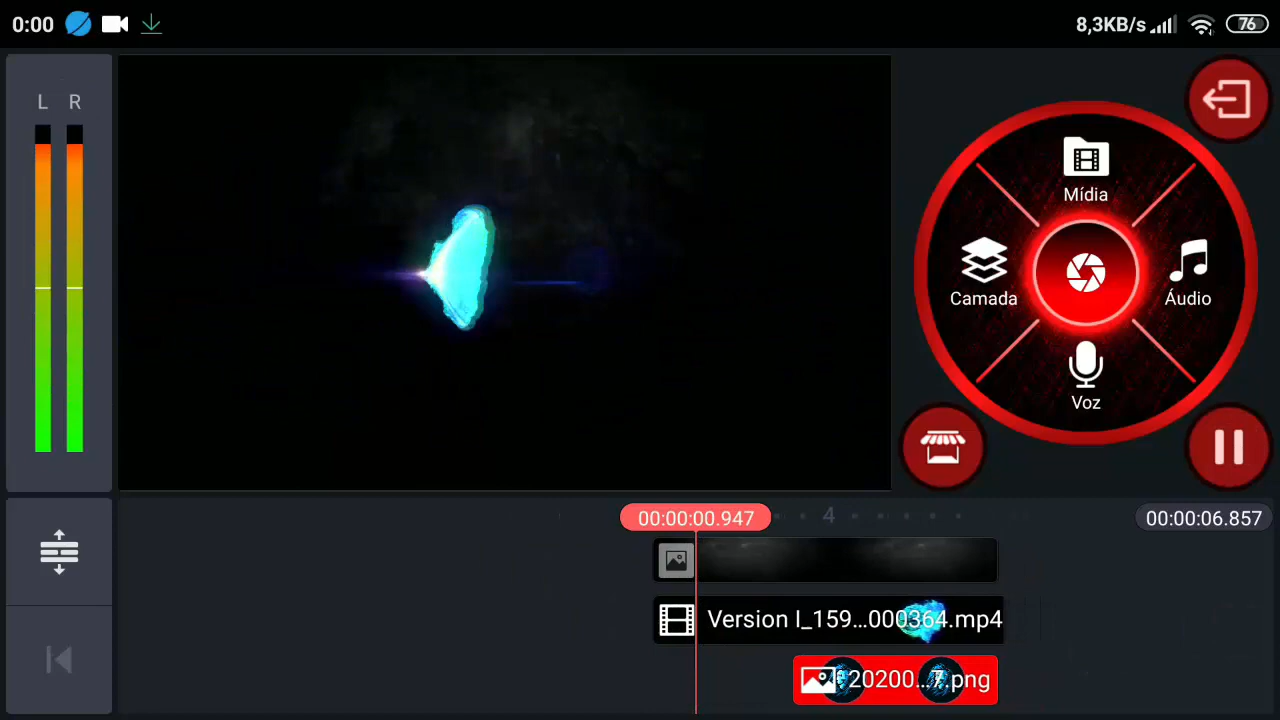 0:00
8,3KB/s
76
L R
Mídia
Camada
Áudio
Voz
00:00:00.947
4
00:00:06.857
Version l_159...000364.mp4
20200...7.png